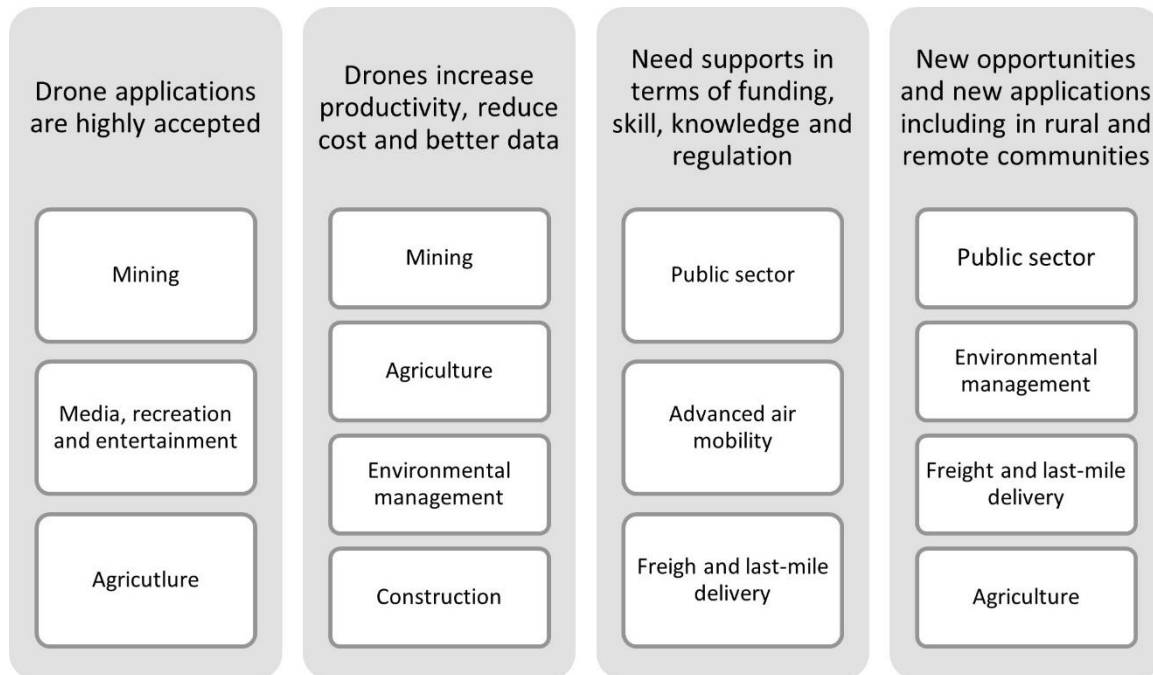 Drone applications
are highly accepted
Mining
Media, recreation
and entertainment
Agricutlure
Drones increase
productivity, reduce
cost and better data
Mining
Agriculture
Environmental
management
Construction
Need supports in
terms of funding,
skill, knowledge and
regulation
Public sector
Advanced air
mobility
Freigh and last-mile
delivery
New opportunities
and new applications
including in rural and
remote communities
Public sector
Environmental
management
Freight and last-mile
delivery
Agriculture